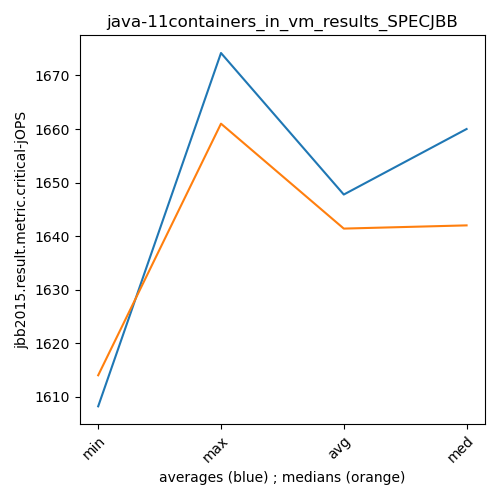 java-11containers_in_vm_results_SPECJBB
jbb2015.result.metric.critical-jOPS
1670
1660
1650
1640
1630
1620
1610
min
max
avg
med
averages (blue) ; medians (orange)